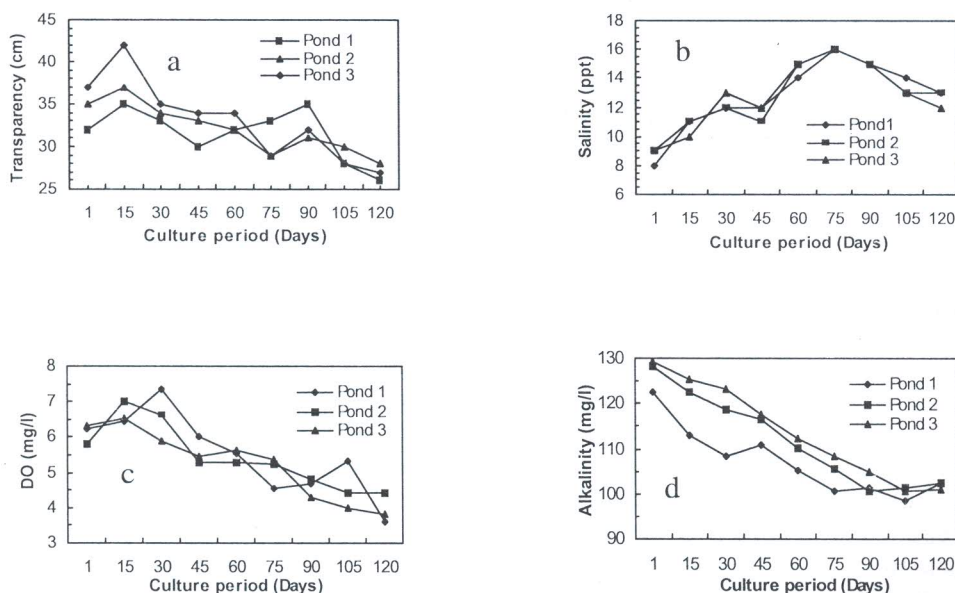 45
40
35
30
25
Transparency (cm)
a
Pond 1
Pond 2
Pond 3
1 15 30 45 60 75 90 105 120
Culture period (Days)
18
16
14
12
10
8
6
Salinity (ppt)
b
Pond1
Pond 2
Pond 3
1 15 30 45 60 75 90 105 120
Culture period (Days)
8
7
6
5
4
3
DO (mg/l)
c
Pond 1
Pond 2
Pond 3
1 15 30 45 60 75 90 105 120
Culture period (Days)
130
120
110
100
90
Alkalinity (mg/l)
d
Pond 1
Pond 2
Pond 3
1 15 30 45 60 75 90 105 120
Culture period (Days)